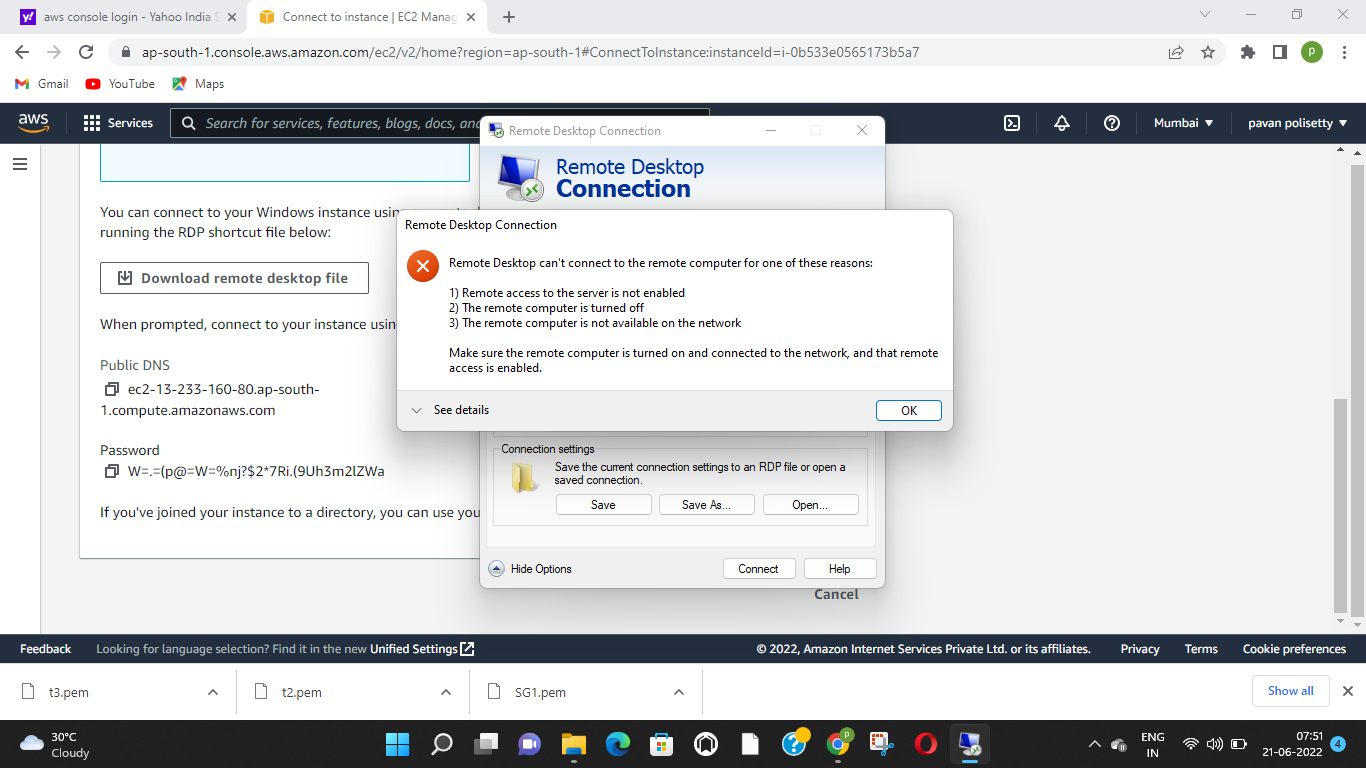 aws console login - Yahoo India S
Connect to instance | EC2 Manag
ap-south-1.console.aws.amazon.com/ec2/v2/home?region=ap-south-1#ConnectToInstance:instanceId=i-0b533e0565173b5a7
p
Gmail
YouTube
Maps
aws
Services
Search for services, features, blogs, docs, and
Mumbai
pavan polisetty
Remote Desktop Connection
Remote Desktop
Connection
You can connect to your Windows instance using
running the RDP shortcut file below:
Download remote desktop file
When prompted, connect to your instance usin
Public DNS
ec2-13-233-160-80.ap-south-
1.compute.amazonaws.com
Password
W=.=(p@=W=%nj?$2*7Ri.(9Uh3m2lZWa
If you've joined your instance to a directory, you can use you
Remote Desktop Connection
Remote Desktop can't connect to the remote computer for one of these reasons:
1) Remote access to the server is not enabled
2) The remote computer is turned off
3) The remote computer is not available on the network
Make sure the remote computer is turned on and connected to the network, and that remote
access is enabled.
See details
OK
Connection settings
Save the current connection settings to an RDP file or open a
saved connection.
Save
Save As...
Open...
Hide Options
Connect
Help
Cancel
Feedback
Looking for language selection? Find it in the new Unified Settings
© 2022, Amazon Internet Services Private Ltd. or its affiliates.
Privacy
Terms
Cookie preferences
t3.pem
t2.pem
SG1.pem
Show all
30°C
Cloudy
P
ENG
IN
07:51
21-06-2022
4